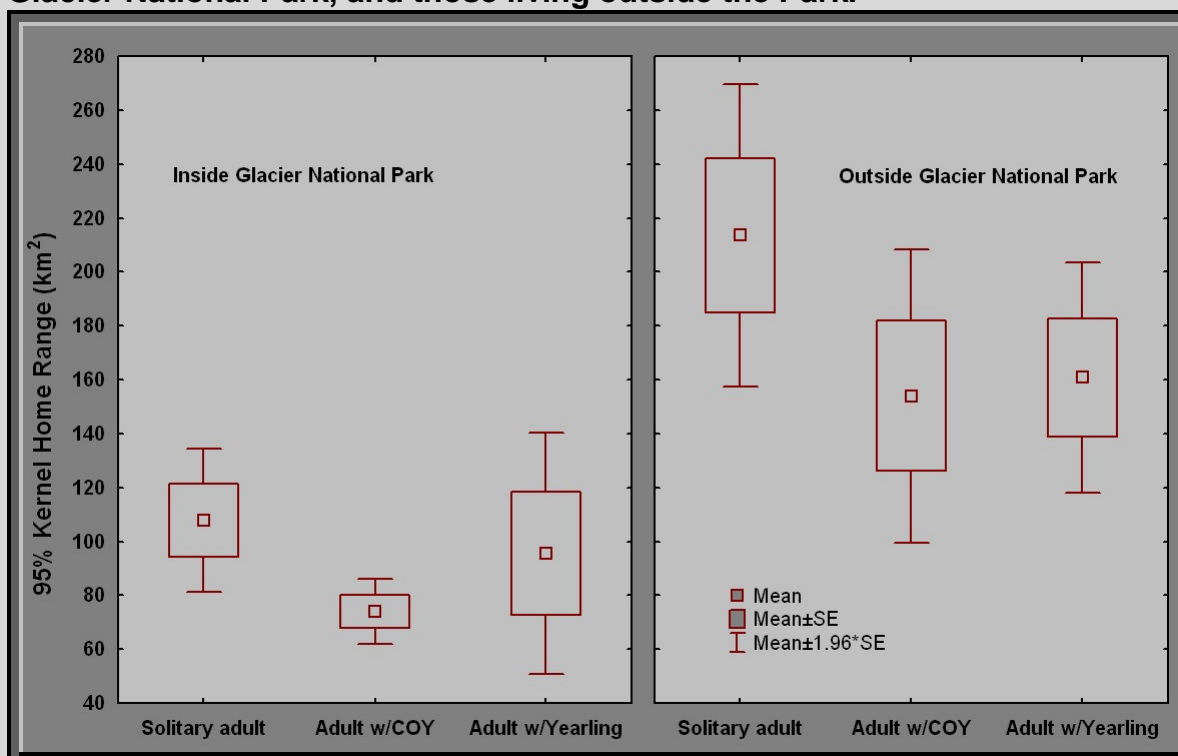 Glacier National Park, and those living outside the Park.
280
260
240
220
200
180
160
140
120
100
80
60
40
95% Kernel Home Range (km²)
Inside Glacier National Park
Outside Glacier National Park
Mean
Mean±SE
Mean±1.96*SE
Solitary adult Adult w/COY Adult w/Yearling Solitary adult Adult w/COY Adult w/Yearling